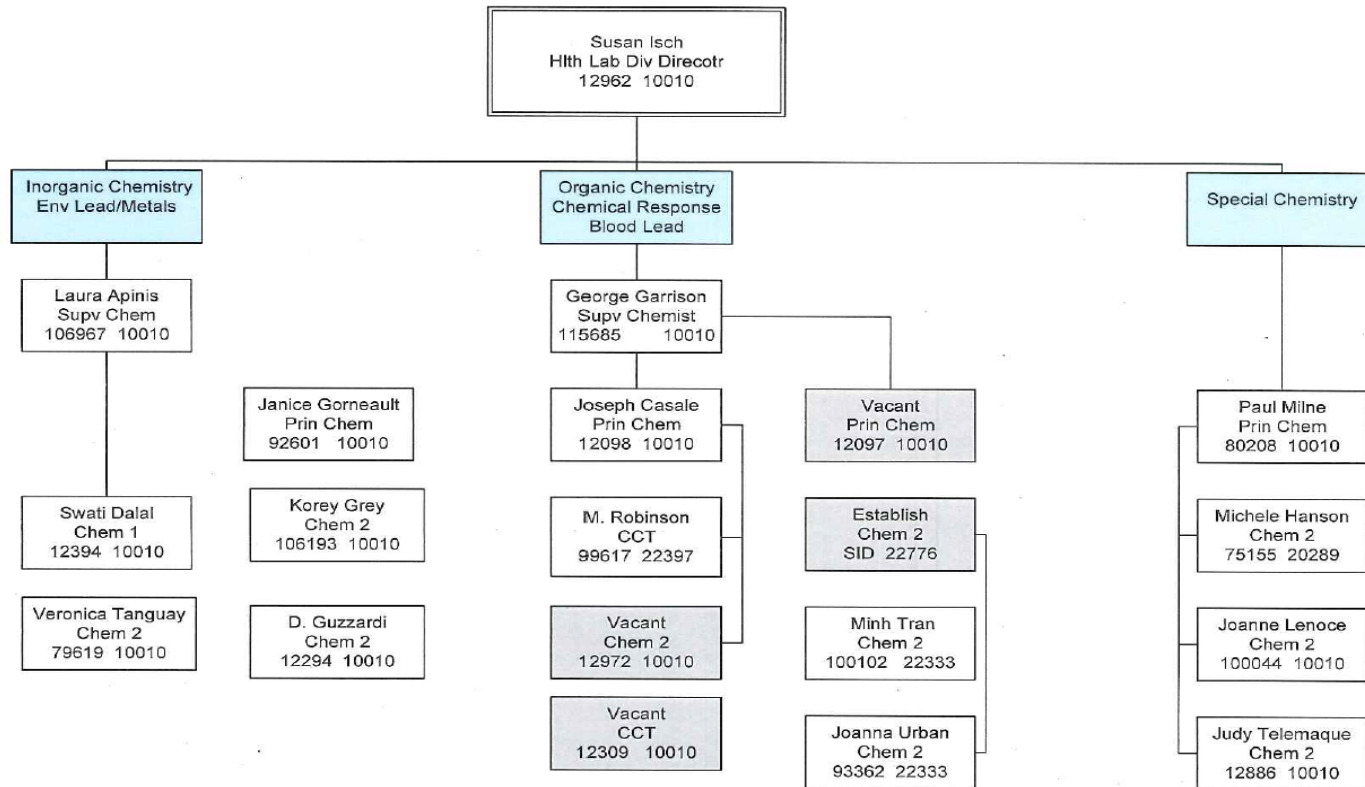 Susan Isch
Hlth Lab Div Direcotr
12962 10010
Inorganic Chemistry
Env Lead/Metals
Organic Chemistry
Chemical Response
Blood Lead
Special Chemistry
Laura Apinis
Supv Chem
106967 10010
George Garrison
Supv Chemist
115685 10010
Janice Gorneault
Prin Chem
92601 10010
Joseph Casale
Prin Chem
12098 10010
Vacant
Prin Chem
12097 10010
Paul Milne
Prin Chem
80208 10010
Swati Dalal
Chem 1
12394 10010
Korey Grey
Chem 2
106193 10010
M. Robinson
CCT
99617 22397
Establish
Chem 2
SID 22776
Michele Hanson
Chem 2
75155 20289
Veronica Tanguay
Chem 2
79619 10010
D. Guzzardi
Chem 2
12294 10010
Vacant
Chem 2
12972 10010
Minh Tran
Chem 2
100102 22333
Joanne Lenoce
Chem 2
100044 10010
Vacant
CCT
12309 10010
Joanna Urban
Chem 2
93362 22333
Judy Telemaque
Chem 2
12886 10010